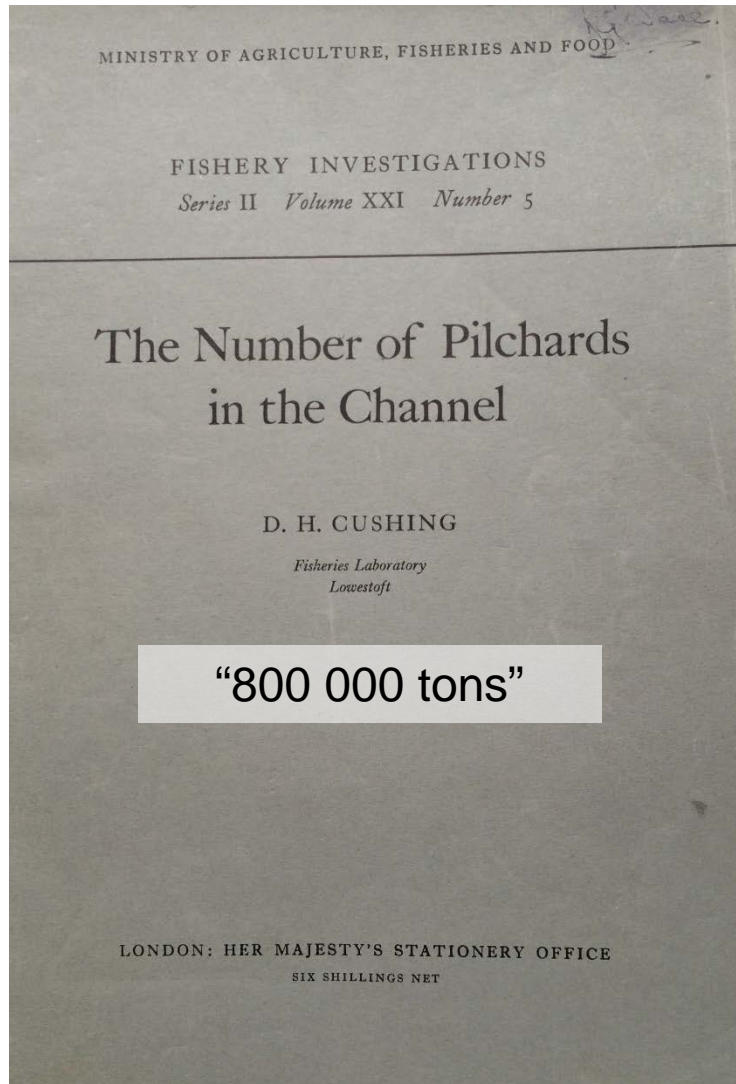 MINISTRY OF AGRICULTURE, FISHERIES AND FOOD
FISHERY INVESTIGATIONS
Series II Volume XXI Number 5
The Number of Pilchards
in the Channel
D. H. CUSHING
Fisheries Laboratory
Lowestoft
“800 000 tons”
LONDON: HER MAJESTY'S STATIONERY OFFICE
SIX SHILLINGS NET